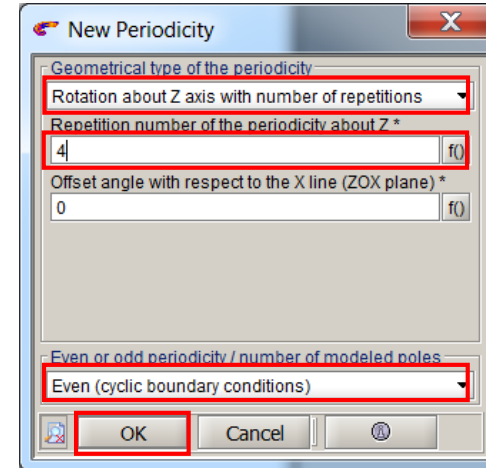 New Periodicity
Geometrical type of the periodicity
Rotation about Z axis with number of repetitions
Repetition number of the periodicity about Z *
4
f()
Offset angle with respect to the X line (ZOX plane) *
0
f()
Even or odd periodicity / number of modeled poles
Even (cyclic boundary conditions)
OK Cancel